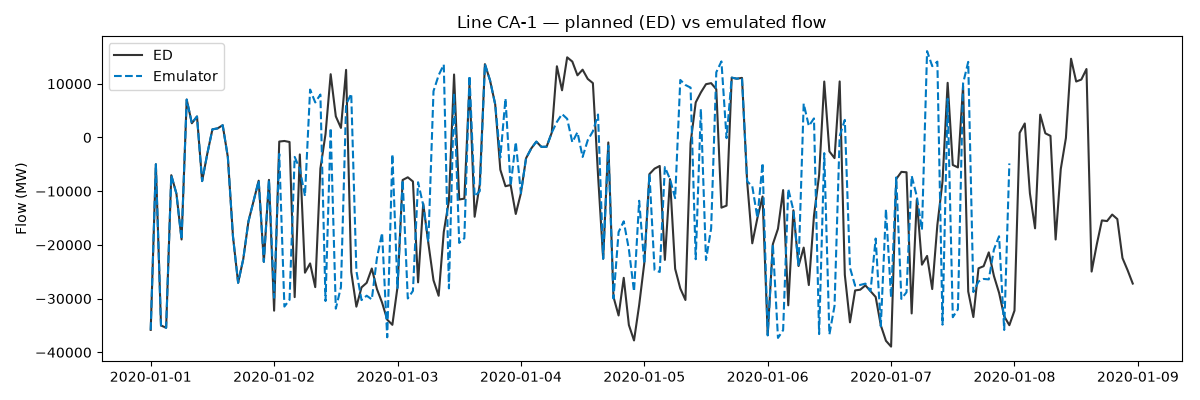 Line CA-1 — planned (ED) vs emulated flow
ED
Emulator
Flow (MW)
10000
0
−10000
−20000
−30000
−40000
2020-01-01 2020-01-02 2020-01-03 2020-01-04 2020-01-05 2020-01-06 2020-01-07 2020-01-08 2020-01-09